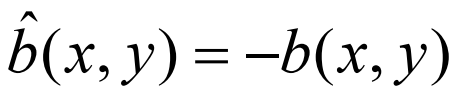 b̂(x, y) = −b(x, y)